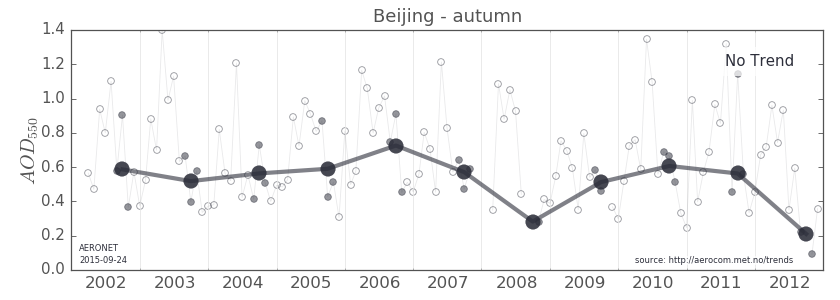 Beijing - autumn
1.4
1.2
1.0
0.8
0.6
0.4
0.2
0.0
AOD550
No Trend
AERONET
2015-09-24
source: http://aerocom.met.no/trends
2002 2003 2004 2005 2006 2007 2008 2009 2010 2011 2012